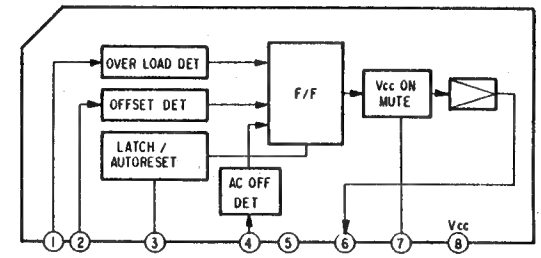 OVER LOAD DET
OFFSET DET
LATCH /
AUTORESET
F/F
Vcc ON
MUTE
AC OFF
DET
Vcc
1 2 3 4 5 6 7 8